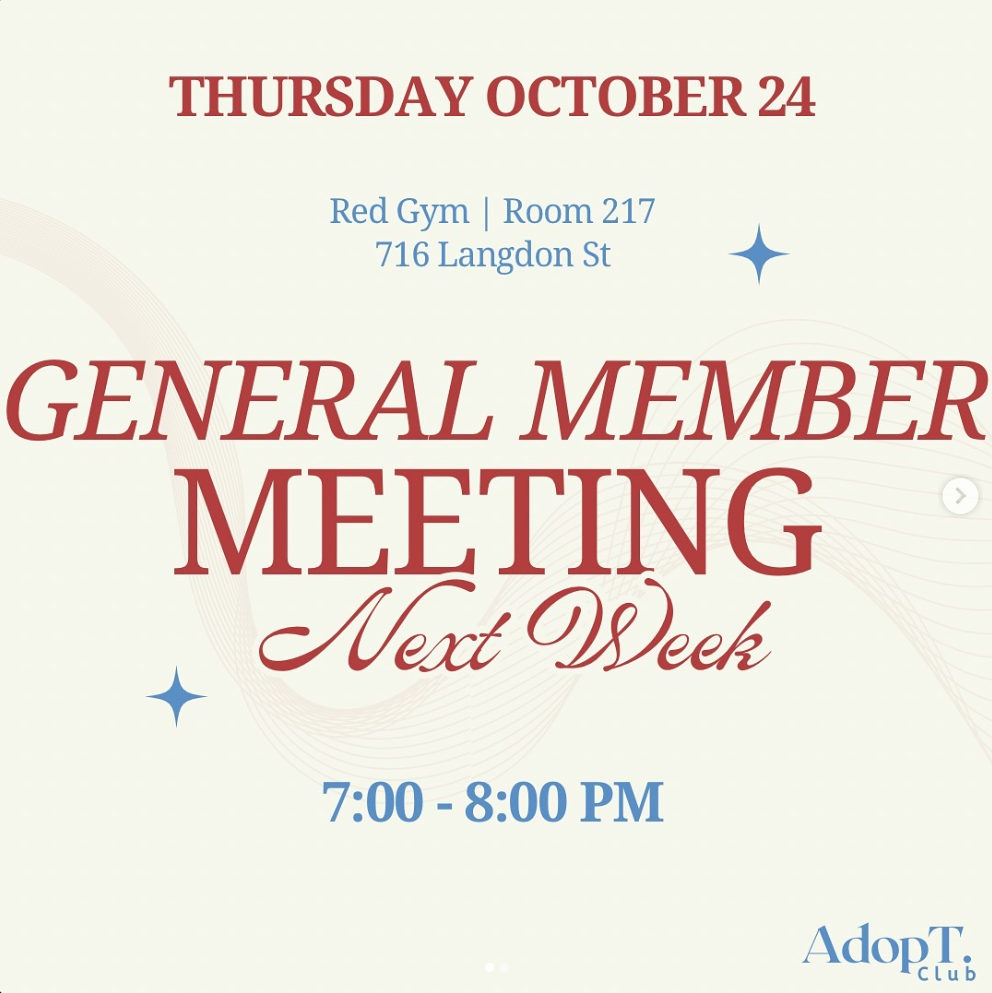 THURSDAY OCTOBER 24
Red Gym | Room 217
716 Langdon St
GENERAL MEMBER
MEETING
Next Week
7:00 - 8:00 PM
AdopT.
Club